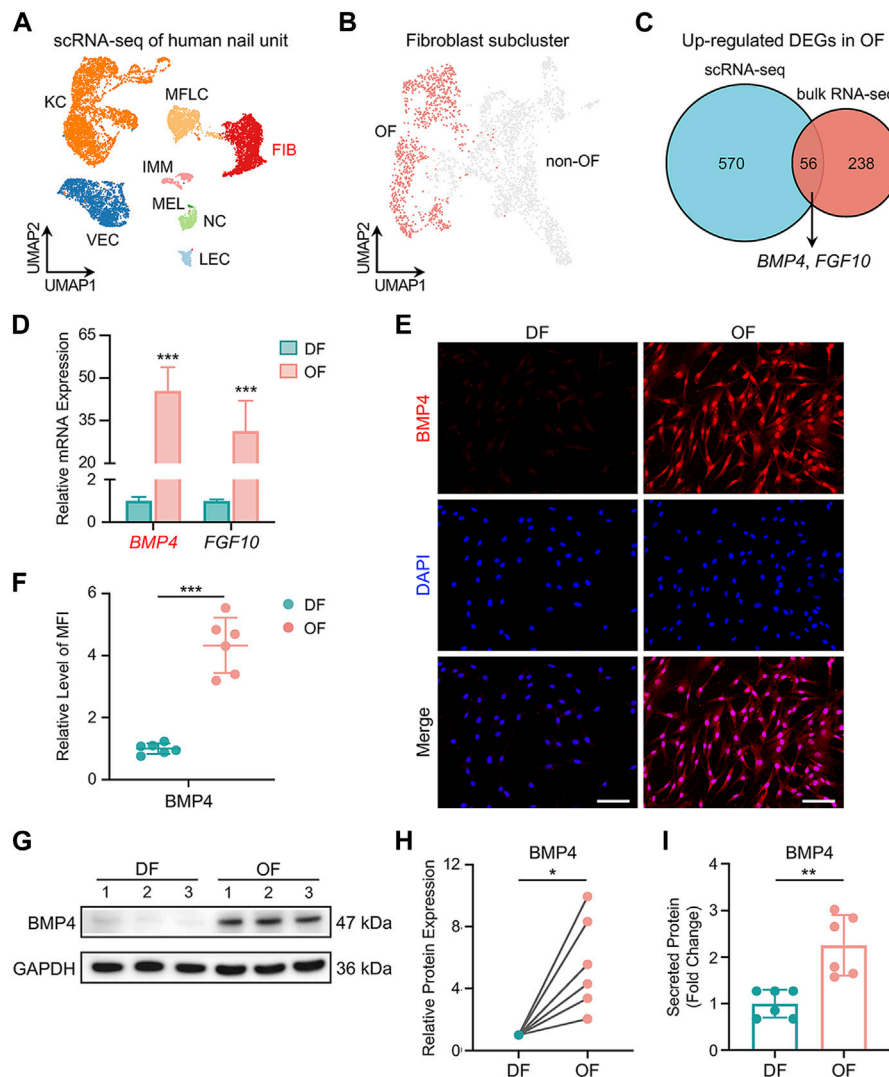 A
scRNA-seq of human nail unit
KC
MFLC
FIB
IMM
MEL
NC
VEC
LEC
UMAP2
UMAP1
B
Fibroblast subcluster
OF
non-OF
UMAP2
UMAP1
C
Up-regulated DEGs in OF
scRNA-seq
bulk RNA-seq
570
56
238
BMP4, FGF10
D
Relative mRNA Expression
65
50
35
20
2
0
***
***
DF
OF
BMP4
FGF10
E
DF
OF
BMP4
DAPI
Merge
F
Relative Level of MFI
6
4
2
0
***
DF
OF
BMP4
G
DF
OF
1 2 3 1 2 3
BMP4
47 kDa
GAPDH
36 kDa
H
BMP4
Relative Protein Expression
12
8
4
0
*
DF
OF
I
BMP4
Secreted Protein
(Fold Change)
4
3
2
1
0
**
DF
OF